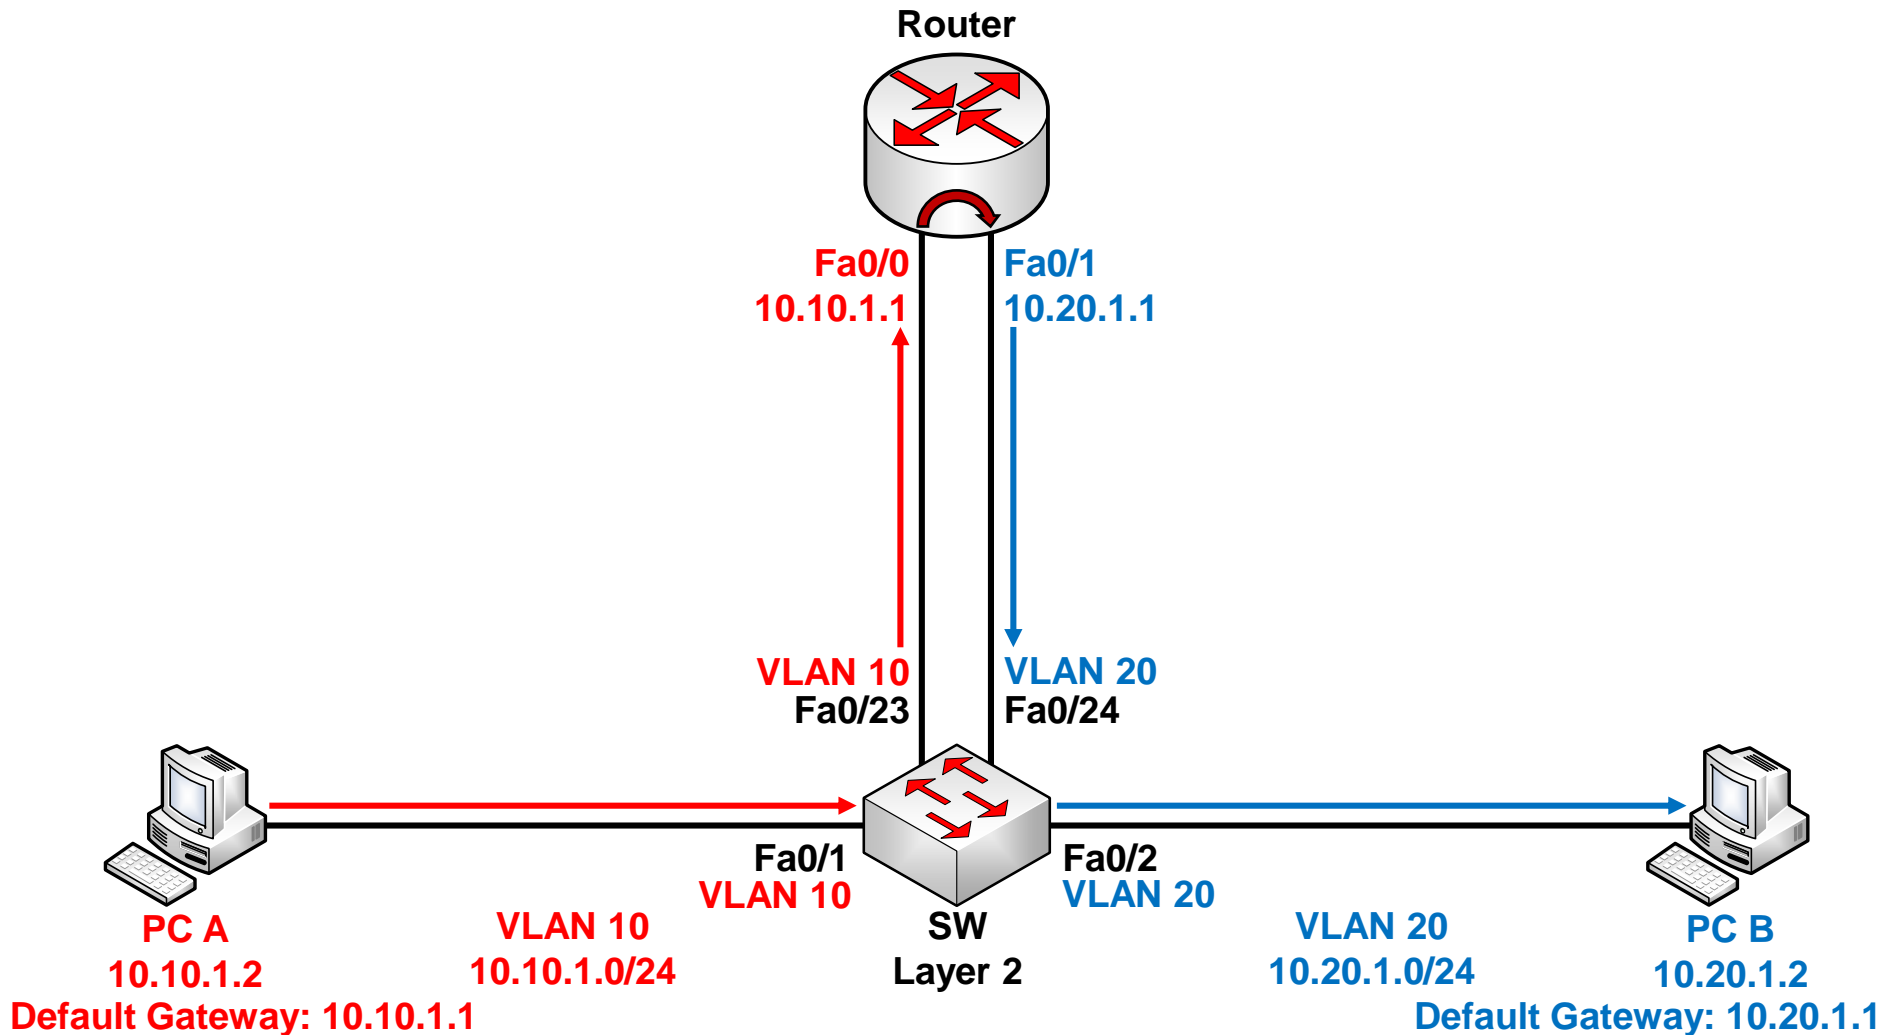 Router
Fa0/0
10.10.1.1
Fa0/1
10.20.1.1
VLAN 10
Fa0/23
VLAN 20
Fa0/24
Fa0/1
VLAN 10
Fa0/2
VLAN 20
PC A
10.10.1.2
Default Gateway: 10.10.1.1
VLAN 10
10.10.1.0/24
SW
Layer 2
VLAN 20
10.20.1.0/24
PC B
10.20.1.2
Default Gateway: 10.20.1.1